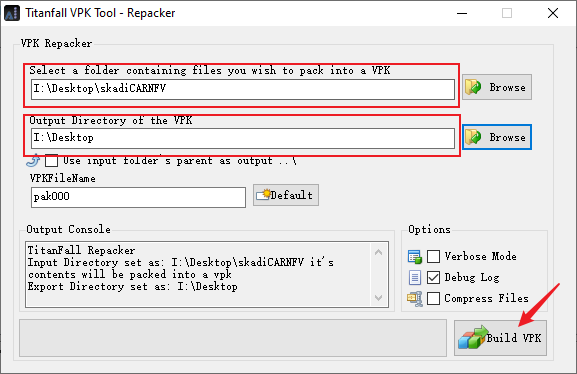 Titanfall VPK Tool - Repacker
VPK Repacker
Select a folder containing files you wish to pack into a VPK
I:\Desktop\skadiCARNFV
Browse
Output Directory of the VPK
I:\Desktop
Browse
Use input folder's parent as output ..\
VPKFileName
pak000
Default
Output Console
TitanFall Repacker
Input Directory set as: I:\Desktop\skadiCARNFV it's
contents will be packed into a vpk
Export Directory set as: I:\Desktop
Options
Verbose Mode
Debug Log
Compress Files
Build VPK